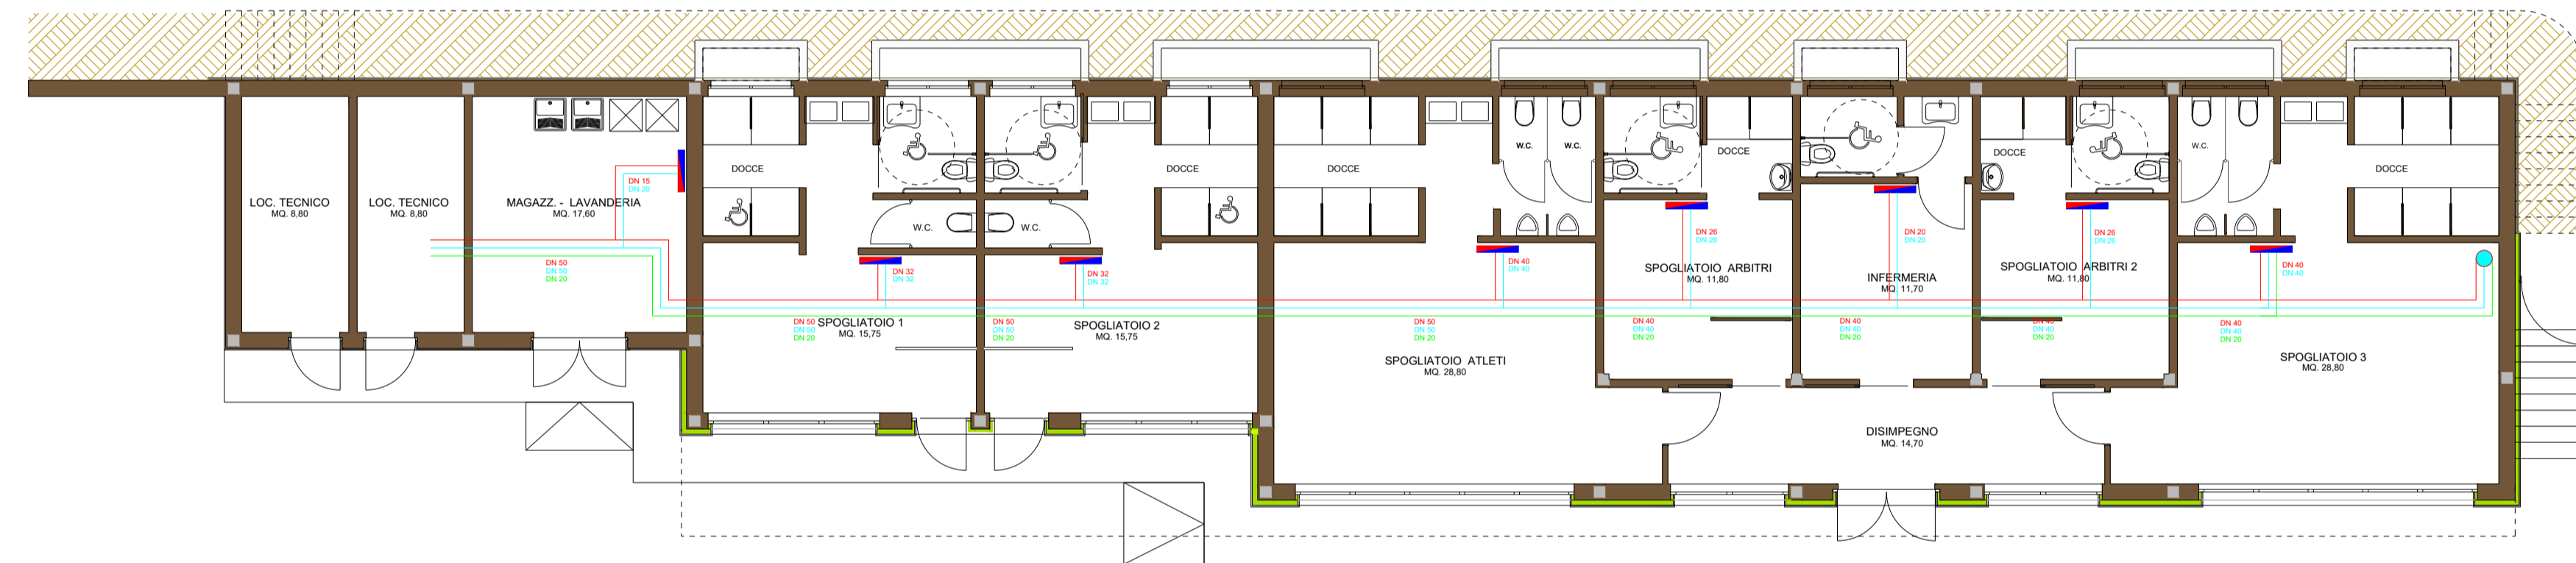 LOC. TECNICO
MQ. 8,80
LOC. TECNICO
MQ. 8,80
MAGAZZ. - LAVANDERIA
MQ. 17,60
DN 15
DN 20
DN 50
DN 50
DN 20
DOCCE
W.C.
DN 32
DN 32
DN 50
DN 50
DN 20
SPOGLIATOIO 1
MQ. 15,75
W.C.
DOCCE
DN 32
DN 32
DN 50
DN 50
DN 20
SPOGLIATOIO 2
MQ. 15,75
DOCCE
W.C.
W.C.
DN 40
DN 40
DN 50
DN 50
DN 20
SPOGLIATOIO ATLETI
MQ. 28,80
DOCCE
DN 26
DN 26
SPOGLIATOIO ARBITRI
MQ. 11,80
DN 40
DN 40
DN 20
DN 20
DN 20
INFERMERIA
MQ. 11,70
DN 40
DN 40
DN 20
DOCCE
DN 26
DN 26
SPOGLIATOIO ARBITRI 2
MQ. 11,80
DN 40
DN 40
DN 20
W.C.
DOCCE
DN 40
DN 40
DN 40
DN 40
DN 20
SPOGLIATOIO 3
MQ. 28,80
DISIMPEGNO
MQ. 14,70